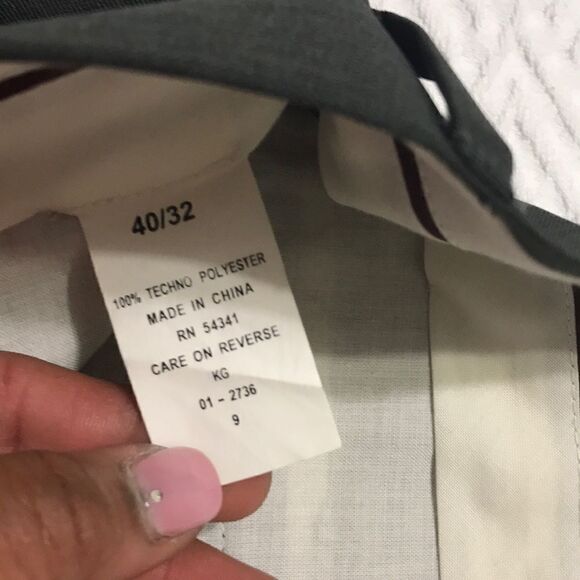 40/32
100% TECHNO POLYESTER
MADE IN CHINA
RN 54341
CARE ON REVERSE
KG
01-2736
9